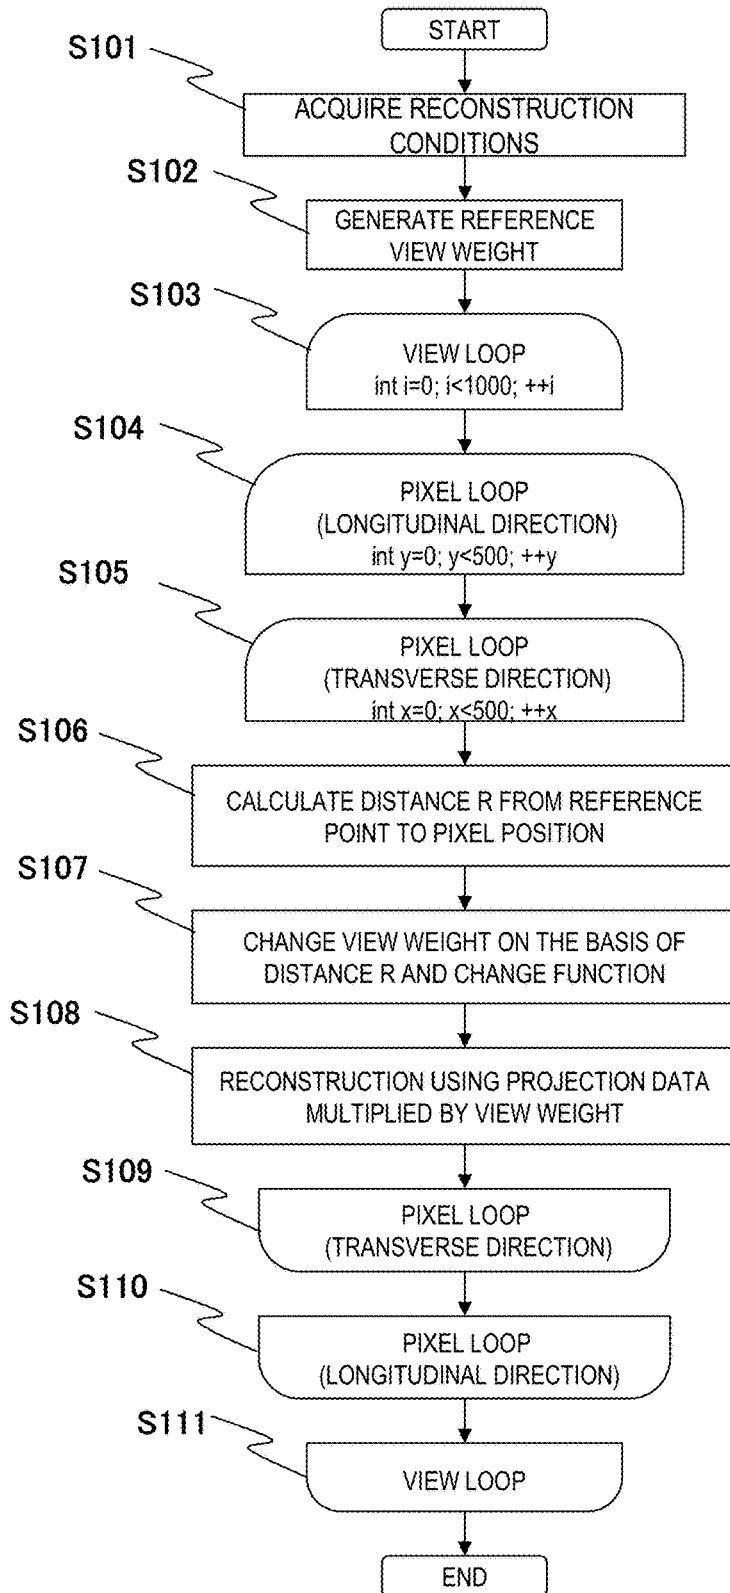 START
S101
ACQUIRE RECONSTRUCTION
CONDITIONS
S102
GENERATE REFERENCE
VIEW WEIGHT
S103
VIEW LOOP
int i=0; i<1000; ++i
S104
PIXEL LOOP
(LONGITUDINAL DIRECTION)
int y=0; y<500; ++y
S105
PIXEL LOOP
(TRANSVERSE DIRECTION)
int x=0; x<500; ++x
S106
CALCULATE DISTANCE R FROM REFERENCE
POINT TO PIXEL POSITION
S107
CHANGE VIEW WEIGHT ON THE BASIS OF
DISTANCE R AND CHANGE FUNCTION
S108
RECONSTRUCTION USING PROJECTION DATA
MULTIPLIED BY VIEW WEIGHT
S109
PIXEL LOOP
(TRANSVERSE DIRECTION)
S110
PIXEL LOOP
(LONGITUDINAL DIRECTION)
S111
VIEW LOOP
END